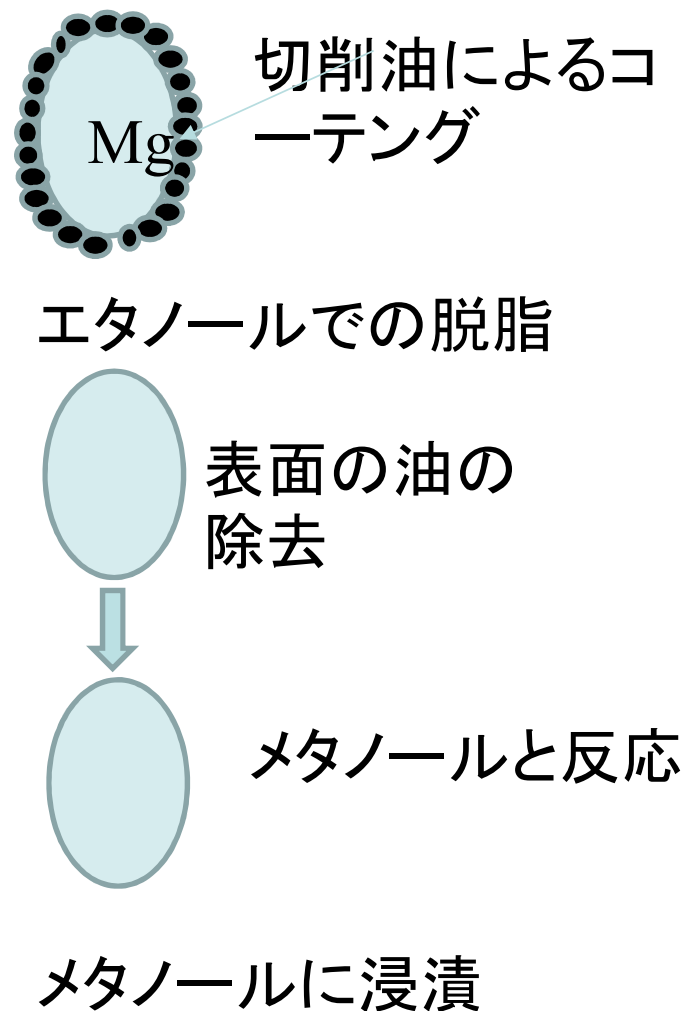 切削油によるコ
ーテング
Mg
エタノールでの脱脂
表面の油の
除去
メタノールと反応
メタノールに浸漬